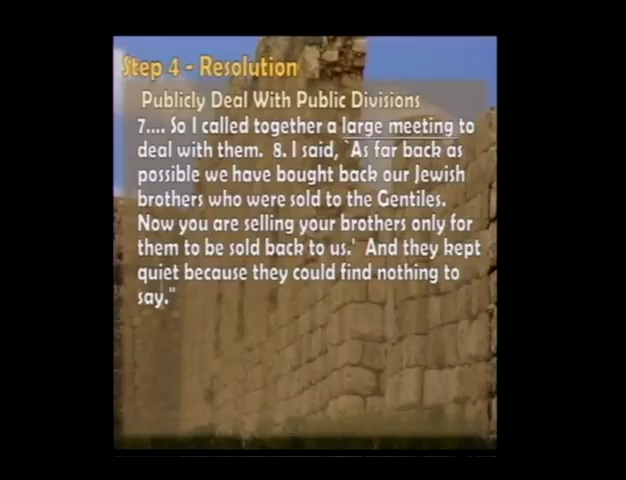 Step 4 - Resolution
Publicly Deal With Public Divisions
7.... So I called together a large meeting to
deal with them.  8. I said, `As far back as
possible we have bought back our Jewish
brothers who were sold to the Gentiles.
Now you are selling your brothers only for
them to be sold back to us.'  And they kept
quiet because they could find nothing to
say."